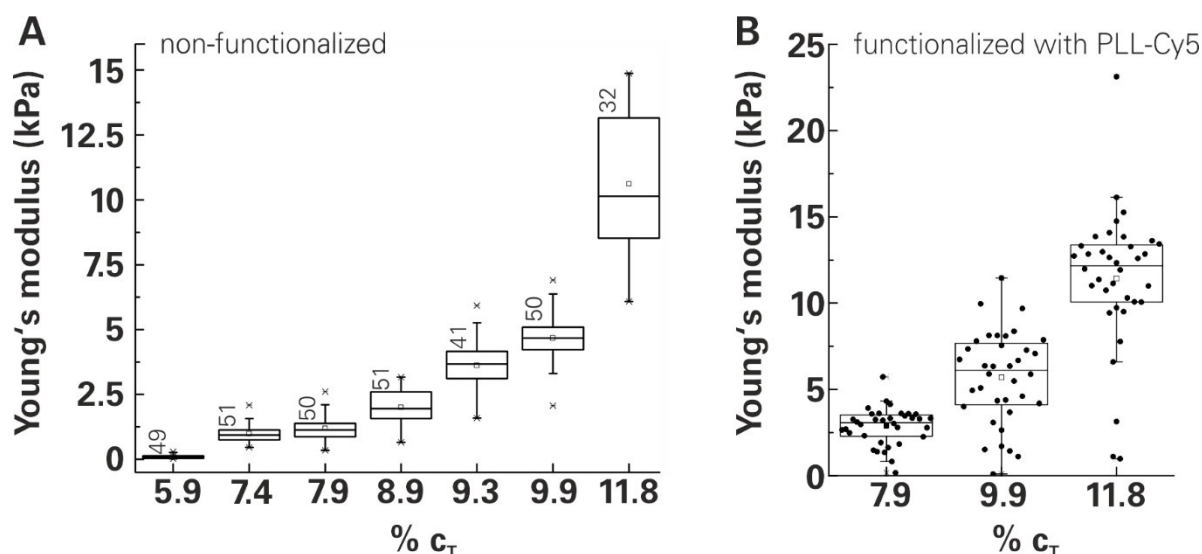 A
non-functionalized
Young‘s modulus (kPa)
15
12.5
10
7.5
5
2.5
0
49
51
50
51
41
50
32
5.9 7.4 7.9 8.9 9.3 9.9 11.8
% cT
B
functionalized with PLL-Cy5
Young‘s modulus (kPa)
25
20
15
10
5
0
7.9 9.9 11.8
% cT